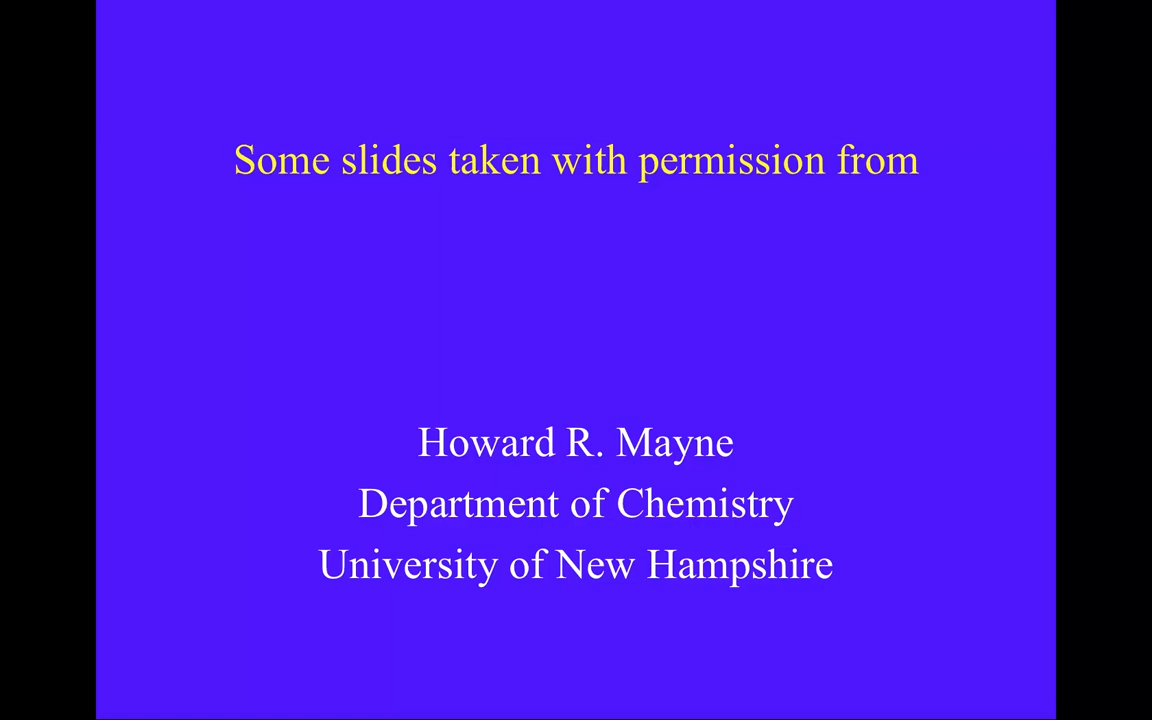 Some slides taken with permission from
Howard R. Mayne
Department of Chemistry
University of New Hampshire